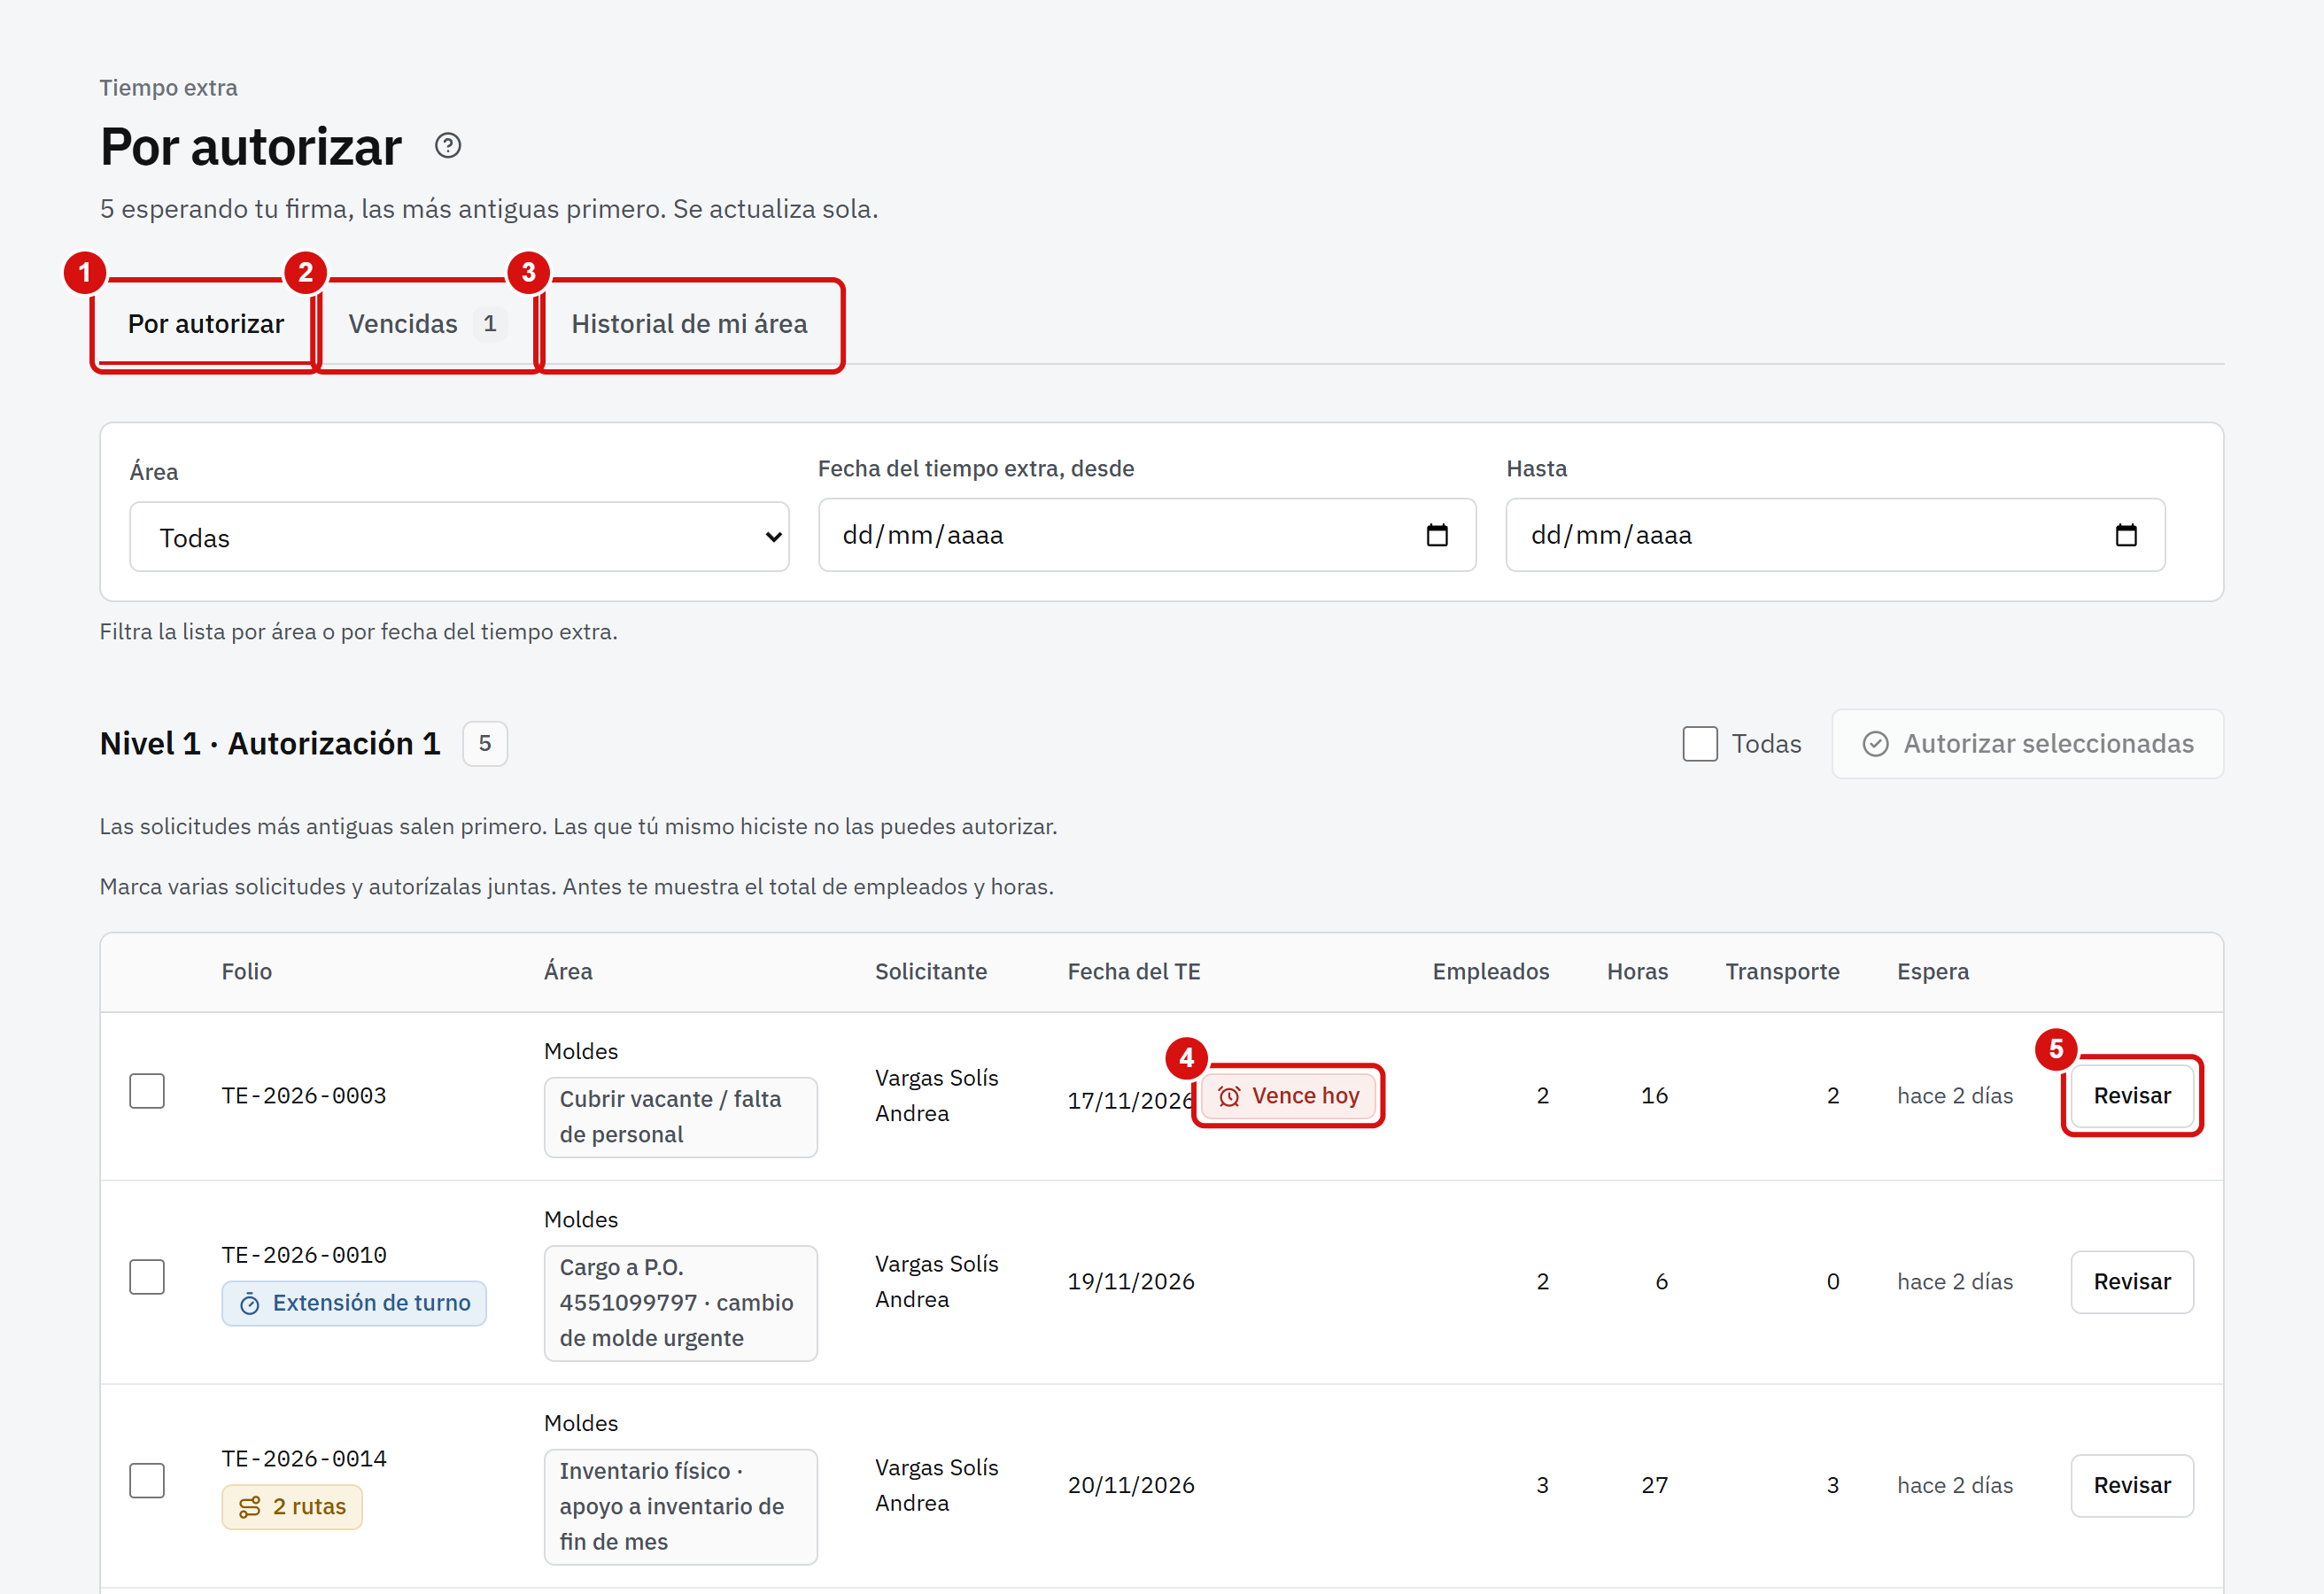 Tiempo extra
Por autorizar
5 esperando tu firma, las más antiguas primero. Se actualiza sola.
1 2 3
Por autorizar Vencidas 1 Historial de mi área
Área Fecha del tiempo extra, desde Hasta
Todas dd/mm/aaaa dd/mm/aaaa
Filtra la lista por área o por fecha del tiempo extra.
Nivel 1 · Autorización 1 5 Todas Autorizar seleccionadas
Las solicitudes más antiguas salen primero. Las que tú mismo hiciste no las puedes autorizar.
Marca varias solicitudes y autorízalas juntas. Antes te muestra el total de empleados y horas.
Folio Área Solicitante Fecha del TE Empleados Horas Transporte Espera
4 5
TE-2026-0003
Moldes
Cubrir vacante / falta
de personal
Vargas Solís
Andrea
17/11/2026 Vence hoy 2 16 2 hace 2 días Revisar
TE-2026-0010
Extensión de turno
Moldes
Cargo a P.O.
4551099797 · cambio
de molde urgente
Vargas Solís
Andrea
19/11/2026 2 6 0 hace 2 días Revisar
TE-2026-0014
2 rutas
Moldes
Inventario físico ·
apoyo a inventario de
fin de mes
Vargas Solís
Andrea
20/11/2026 3 27 3 hace 2 días Revisar